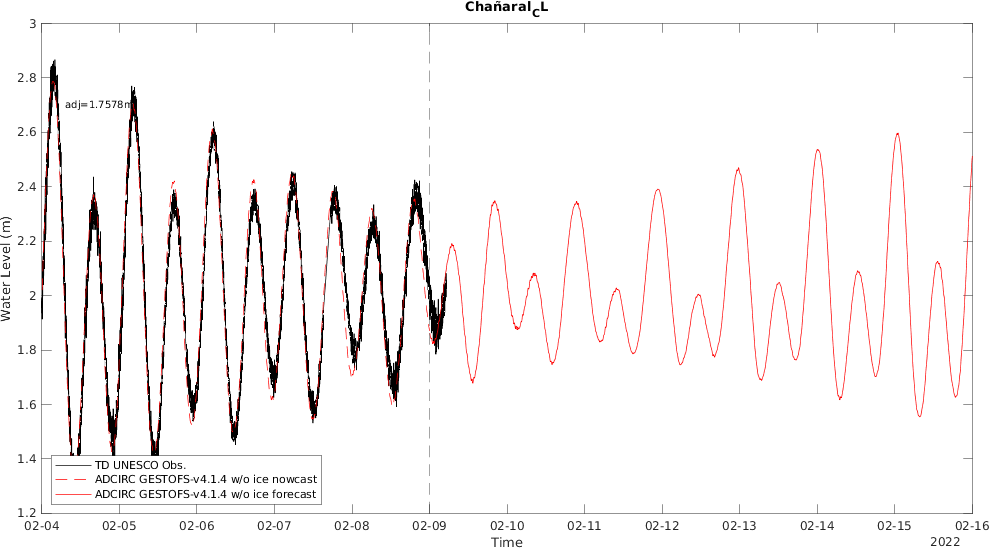 Chañaral_CL
3
2.8
2.6
2.4
2.2
2
1.8
1.6
1.4
1.2
Water Level (m)
adj=1.7578m
TD UNESCO Obs.
ADCIRC GESTOFS-v4.1.4 w/o ice nowcast
ADCIRC GESTOFS-v4.1.4 w/o ice forecast
02-04 02-05 02-06 02-07 02-08 02-09 02-10 02-11 02-12 02-13 02-14 02-15 02-16
Time
2022